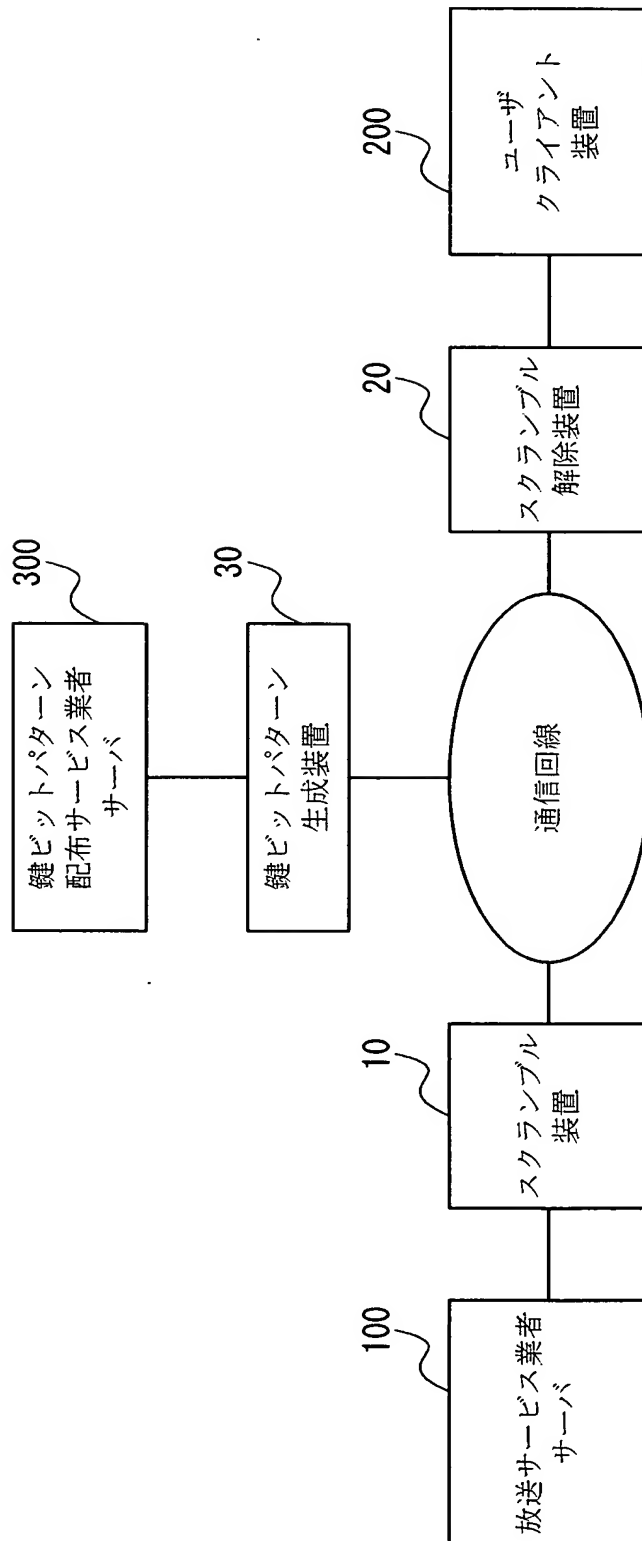 300
鍵ビットパターン
配布サービス業者
サーバ
30
鍵ビットパターン
生成装置
100
放送サービス業者
サーバ
10
スクランブル
装置
通信回線
20
スクランブル
解除装置
200
ユーザ
クライアント
装置